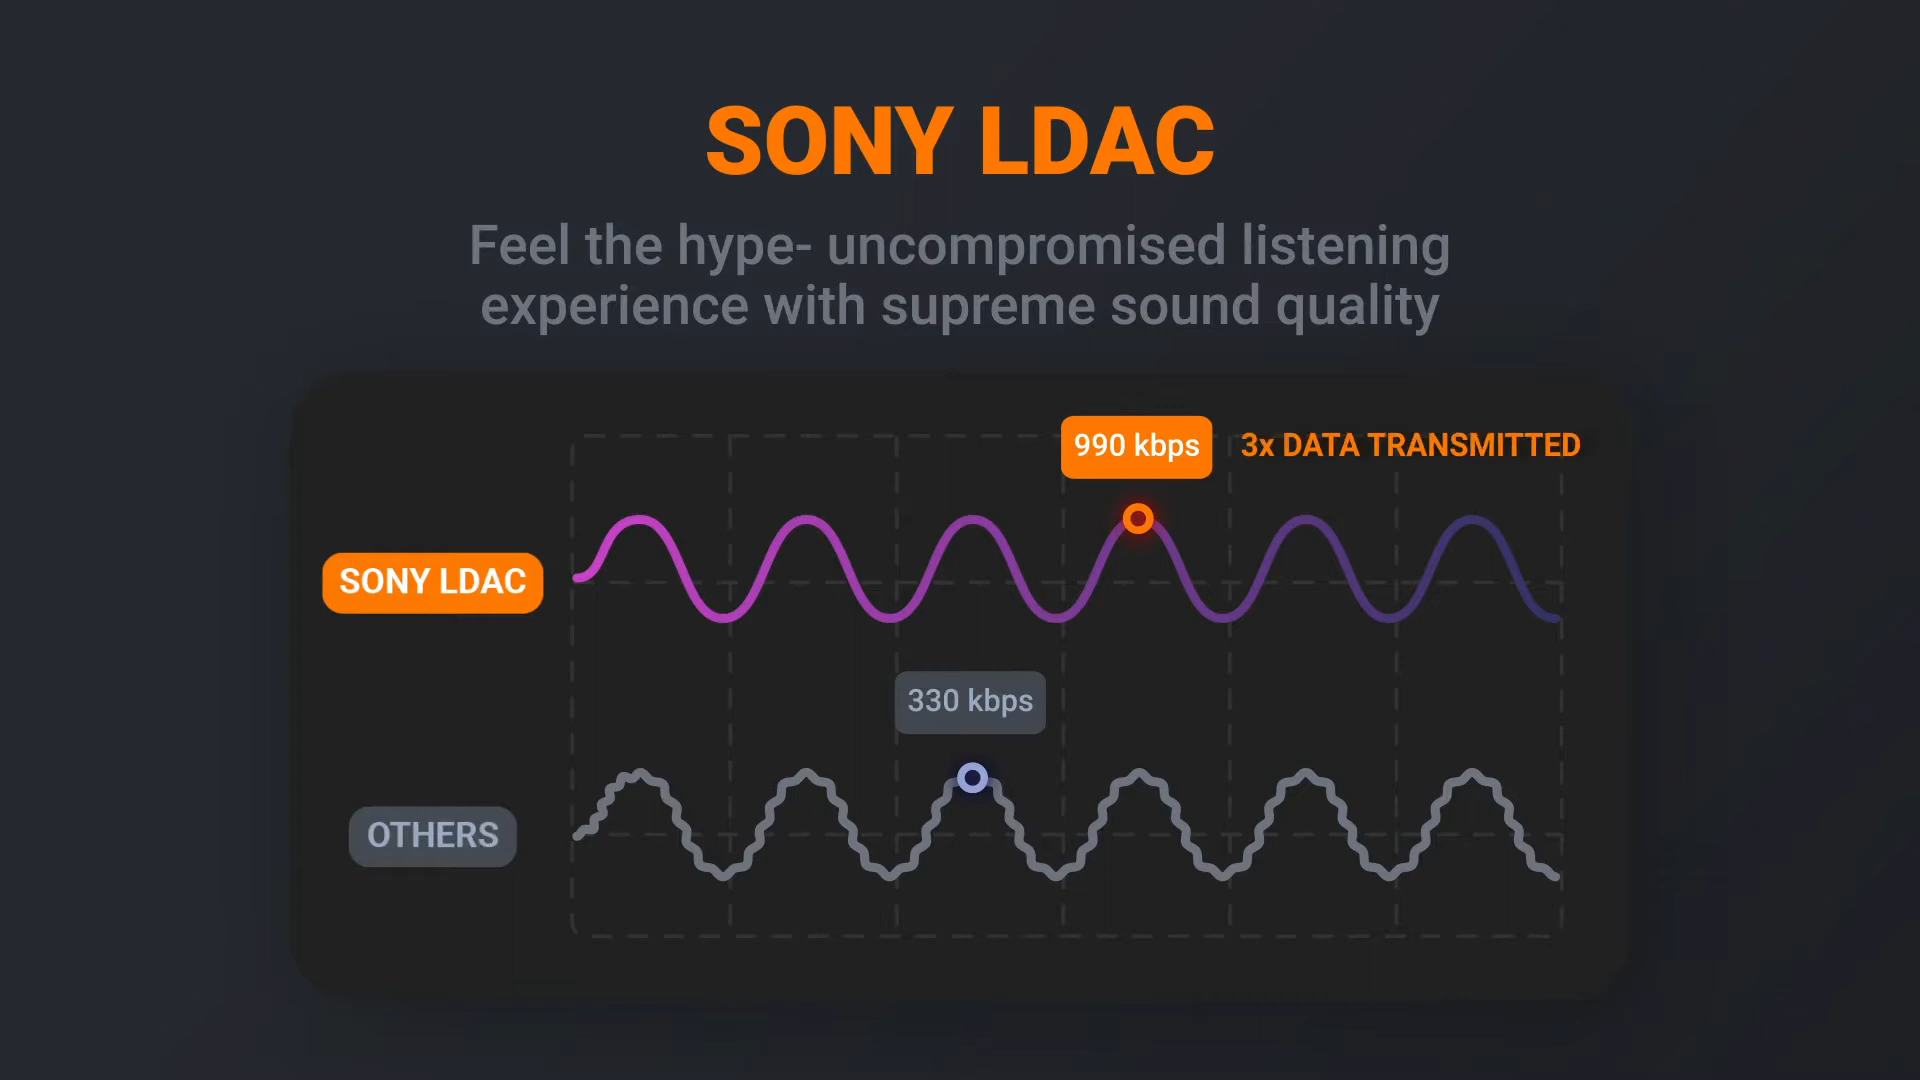 SONY LDAC
Feel the hype- uncompromised listening
experience with supreme sound quality
990 kbps
3x DATA TRANSMITTED
SONY LDAC
330 kbps
OTHERS